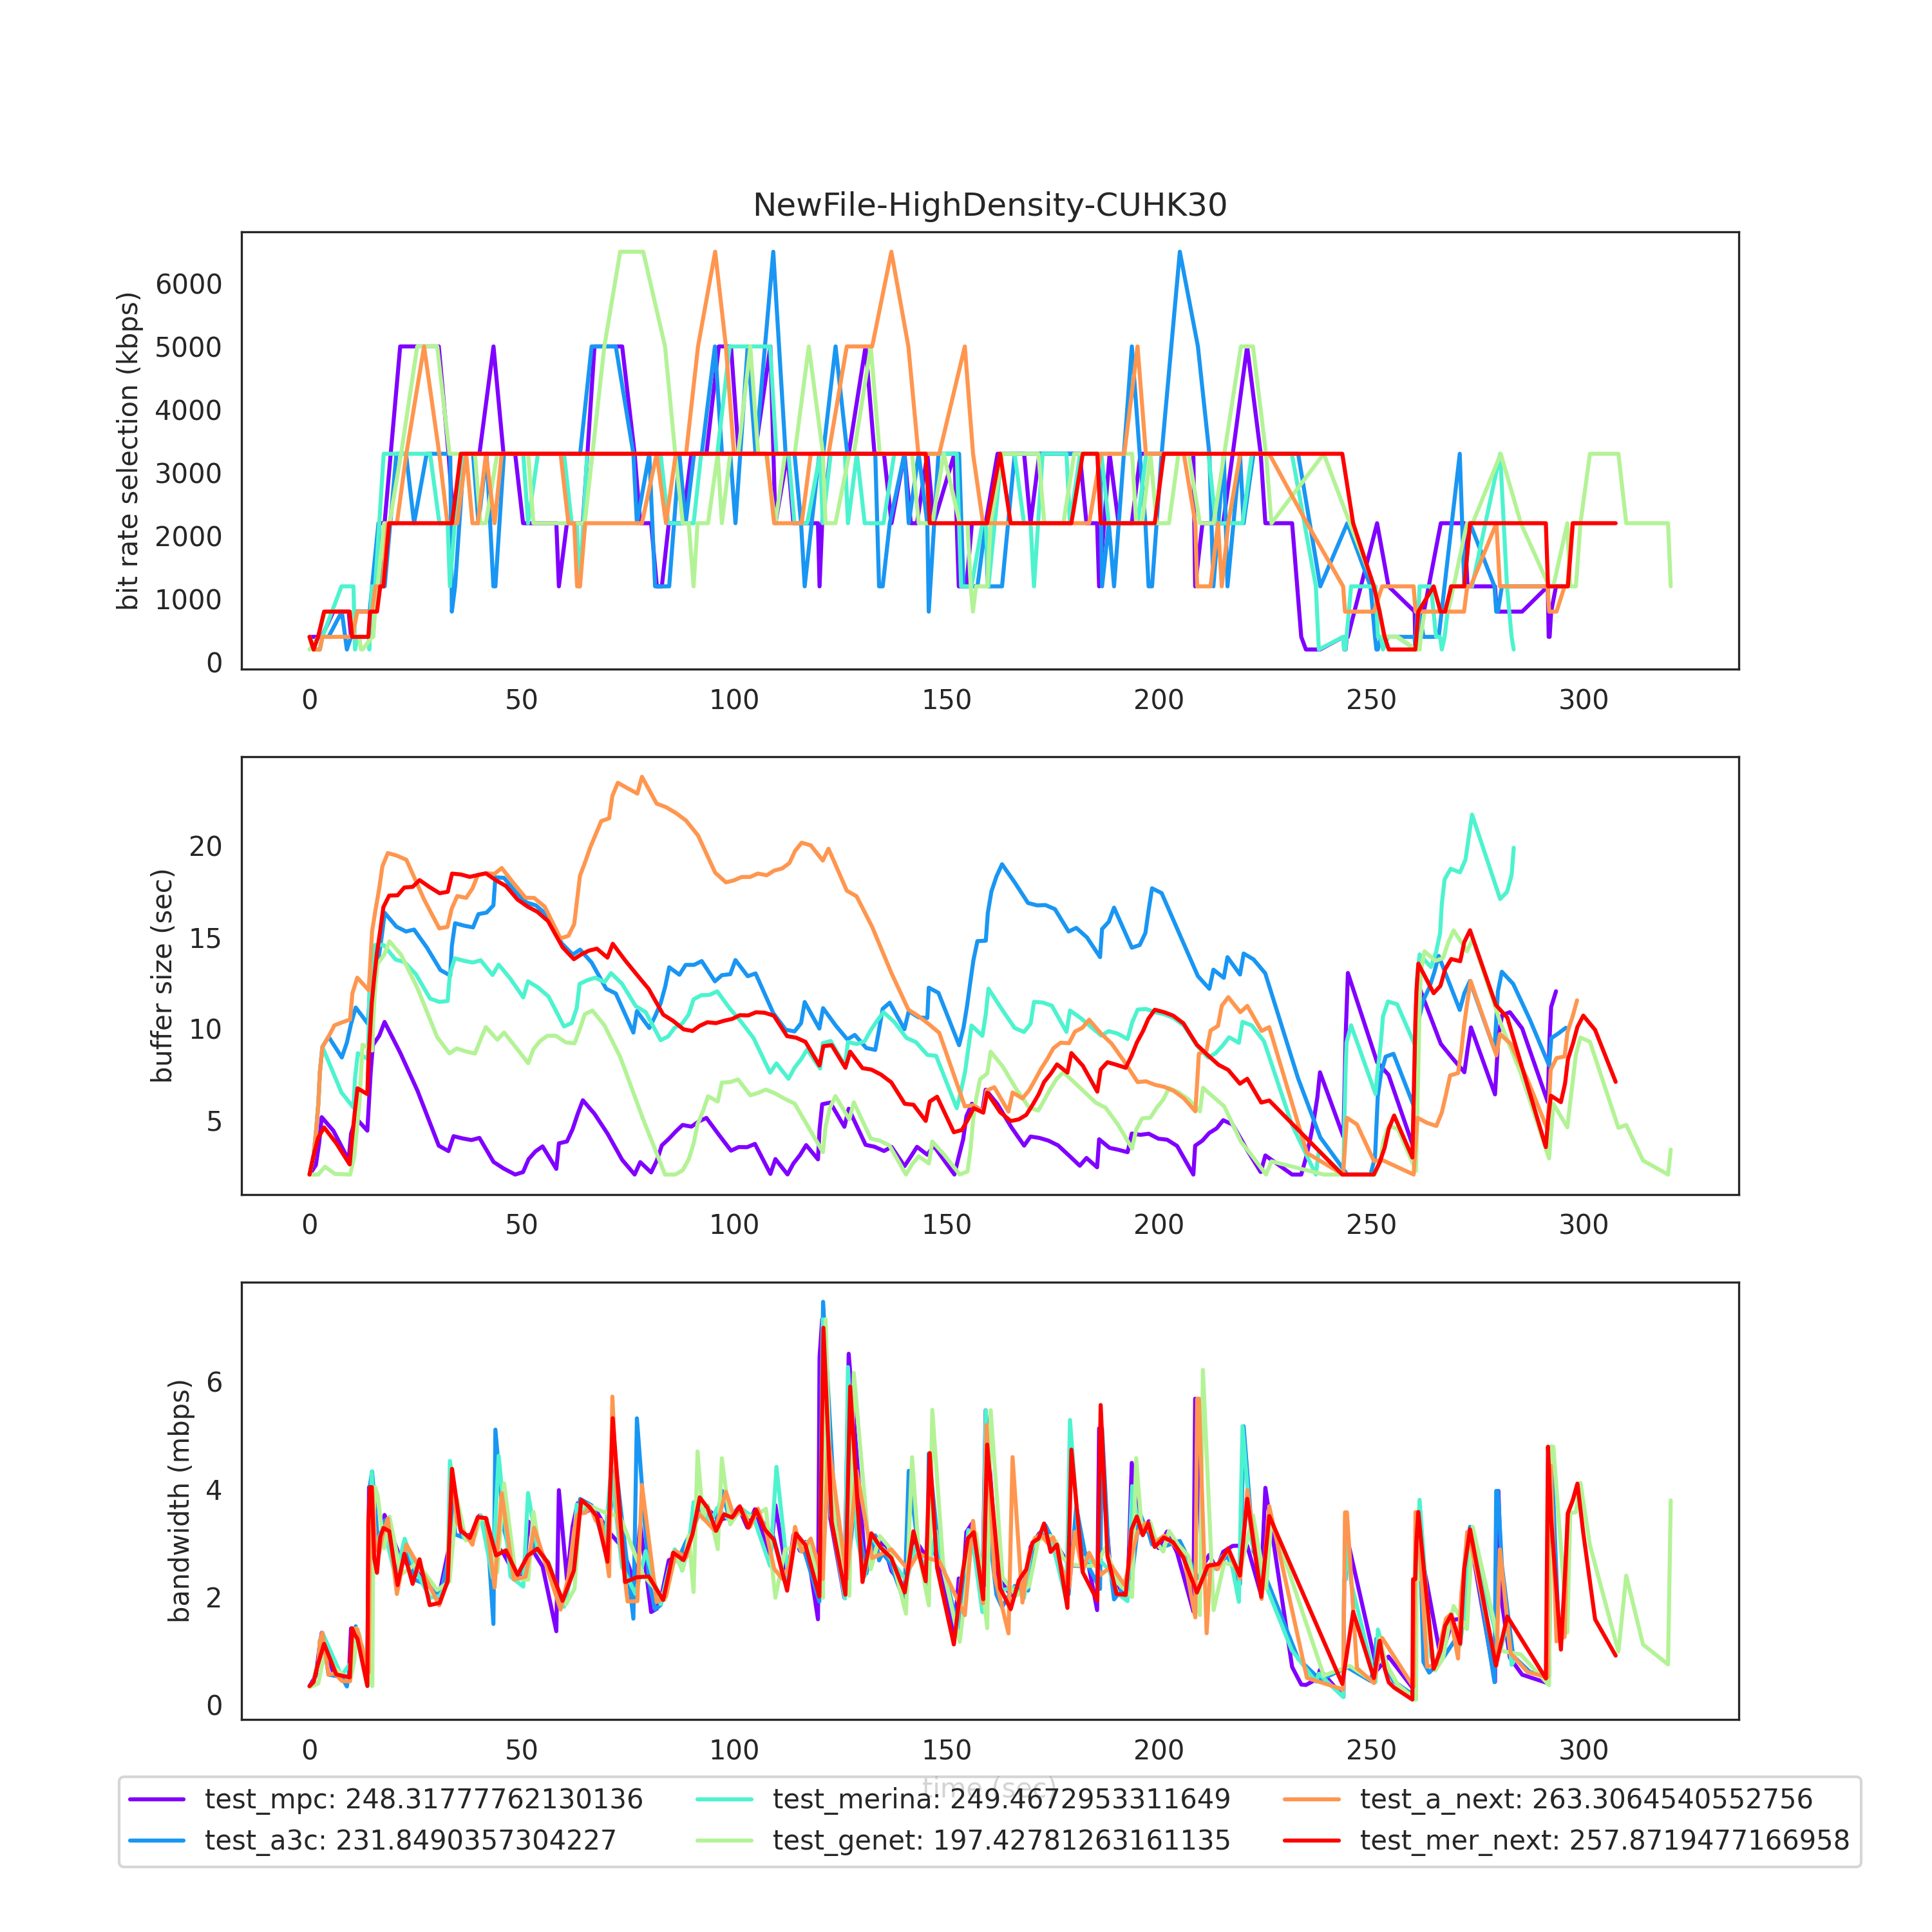 NewFile-HighDensity-CUHK30
bit rate selection (kbps)
6000
5000
4000
3000
2000
1000
0
0 50 100 150 200 250 300
buffer size (sec)
20
15
10
5
0 50 100 150 200 250 300
bandwidth (mbps)
6
4
2
0
0 50 100 150 200 250 300
time (sec)
test_mpc: 248.31777762130136 test_merina: 249.4672953311649 test_a_next: 263.3064540552756
test_a3c: 231.8490357304227 test_genet: 197.42781263161135 test_mer_next: 257.8719477166958